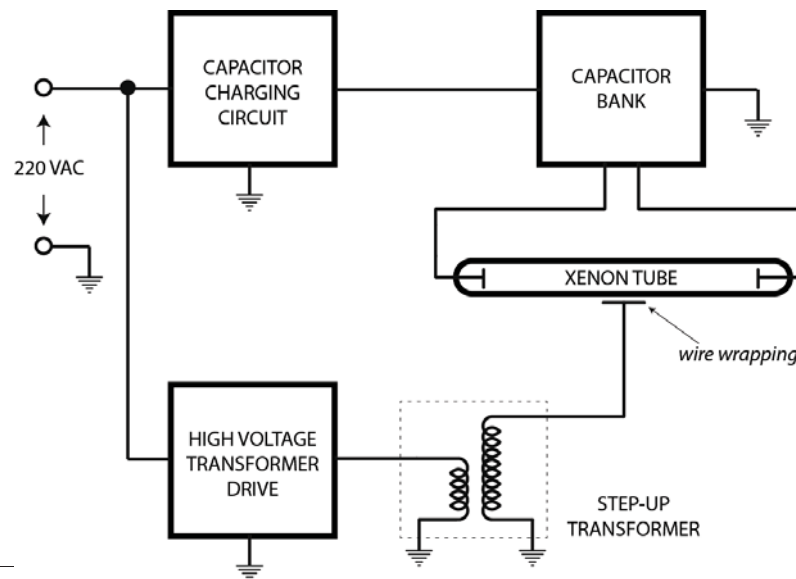 CAPACITOR
CHARGING
CIRCUIT
CAPACITOR
BANK
220 VAC
XENON TUBE
wire wrapping
HIGH VOLTAGE
TRANSFORMER
DRIVE
STEP-UP
TRANSFORMER